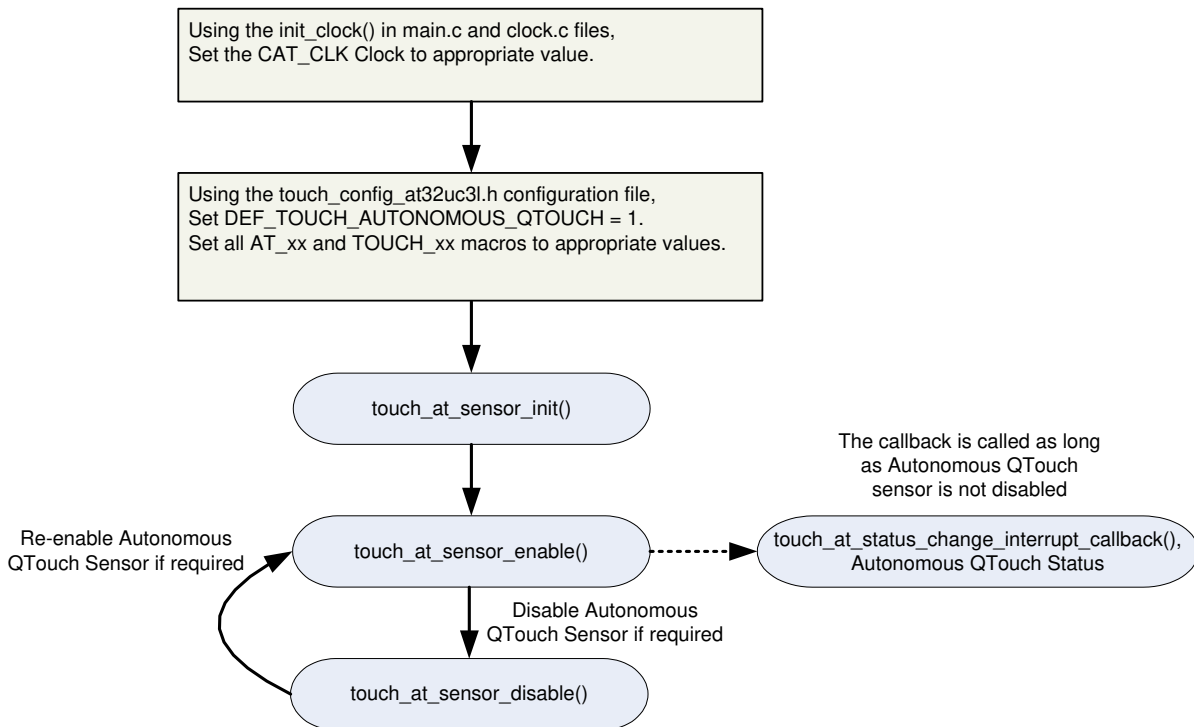 Using the init_clock() in main.c and clock.c files,
Set the CAT_CLK Clock to appropriate value.
Using the touch_config_at32uc3l.h configuration file,
Set DEF_TOUCH_AUTONOMOUS_QTOUCH = 1.
Set all AT_xx and TOUCH_xx macros to appropriate values.
touch_at_sensor_init()
The callback is called as long
as Autonomous QTouch
sensor is not disabled
Re-enable Autonomous
QTouch Sensor if required
touch_at_sensor_enable()
touch_at_status_change_interrupt_callback(),
Autonomous QTouch Status
Disable Autonomous
QTouch Sensor if required
touch_at_sensor_disable()